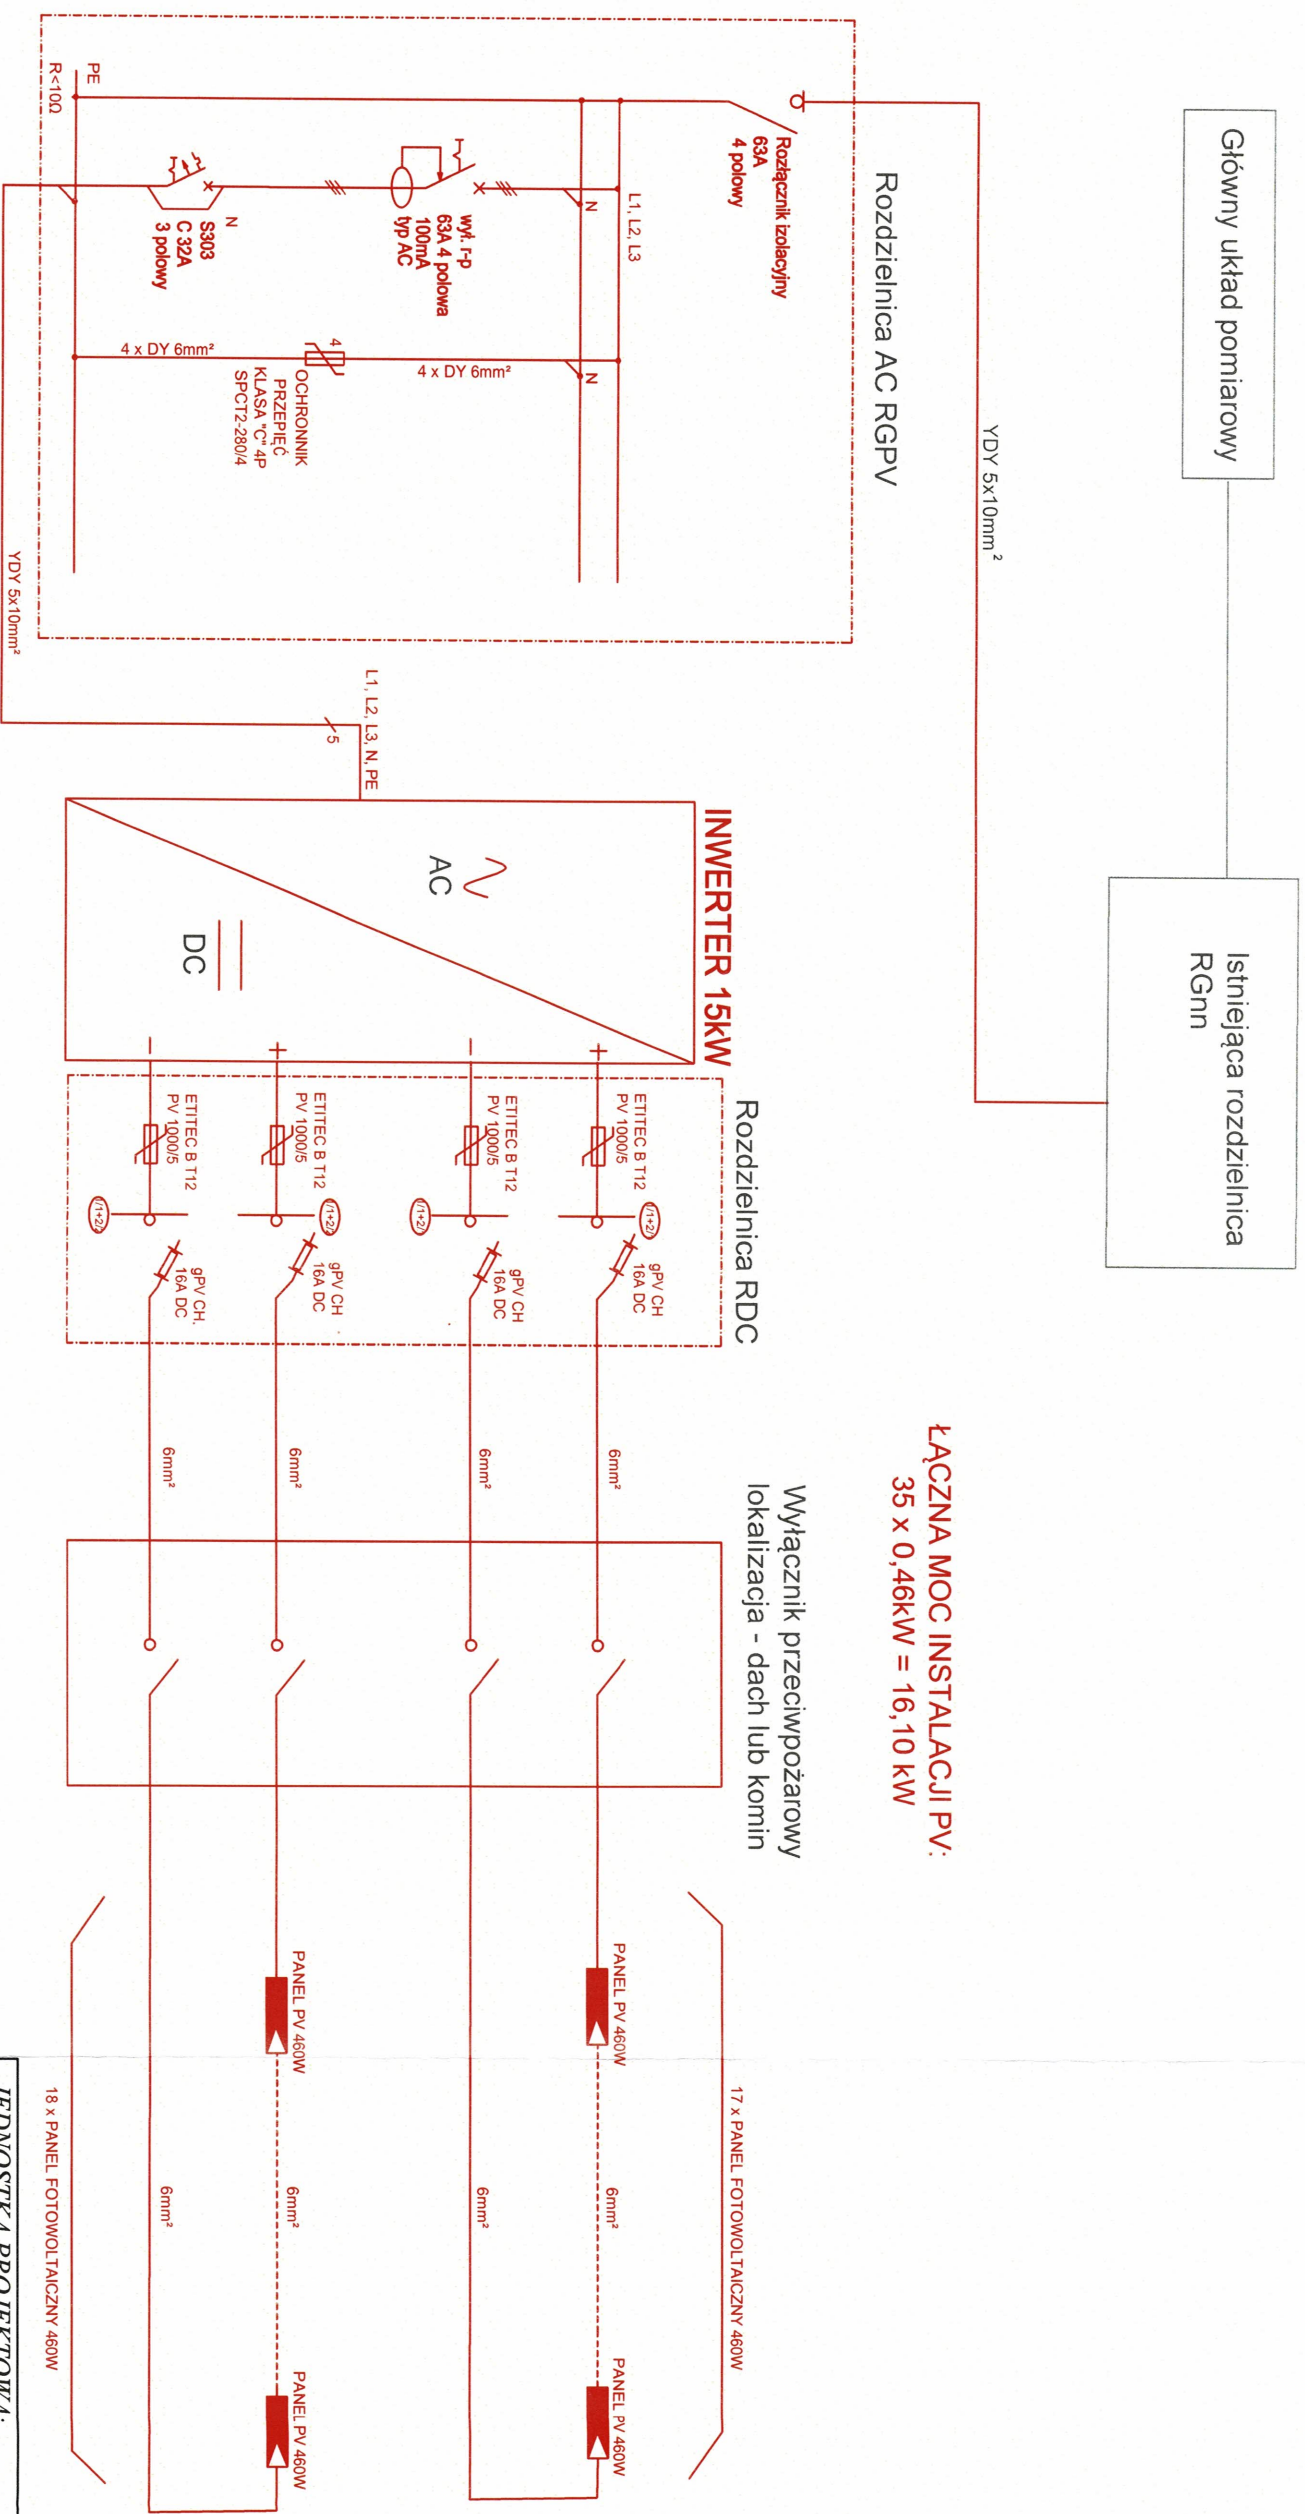 Główny układ pomiarowy
Istniejąca rozdzielnica
RGnn
YDY 5x10mm²
Rozdzielnica AC RGPV
Rozłącznik izolacyjny
63A
4 polowy
L1, L2, L3
N
N
wył. r-p
63A 4 polowa
100mA
typ AC
4 x DY 6mm²
4
OCHRONNIK
PRZEPIĘĆ
KLASA "C" 4P
SPCT2-280/4
4 x DY 6mm²
N
S303
C 32A
3 polowy
PE
R<10Ω
YDY 5x10mm²
L1, L2, L3, N, PE
5
INWERTER 15kW
AC
DC
+
−
+
−
Rozdzielnica RDC
ETITEC B T12
PV 1000/5
gPV CH
16A DC
ETITEC B T12
PV 1000/5
gPV CH
16A DC
ETITEC B T12
PV 1000/5
gPV CH
16A DC
ETITEC B T12
PV 1000/5
gPV CH
16A DC
6mm²
6mm²
6mm²
6mm²
ŁĄCZNA MOC INSTALACJI PV:
35 x 0,46kW = 16,10 kW
Wyłącznik przeciwpożarowy
lokalizacja - dach lub komin
17 x PANEL FOTOWOLTAICZNY 460W
PANEL PV 460W
6mm²
PANEL PV 460W
6mm²
PANEL PV 460W
6mm²
PANEL PV 460W
6mm²
18 x PANEL FOTOWOLTAICZNY 460W
JEDNOSTKA PROJEKTOWA: